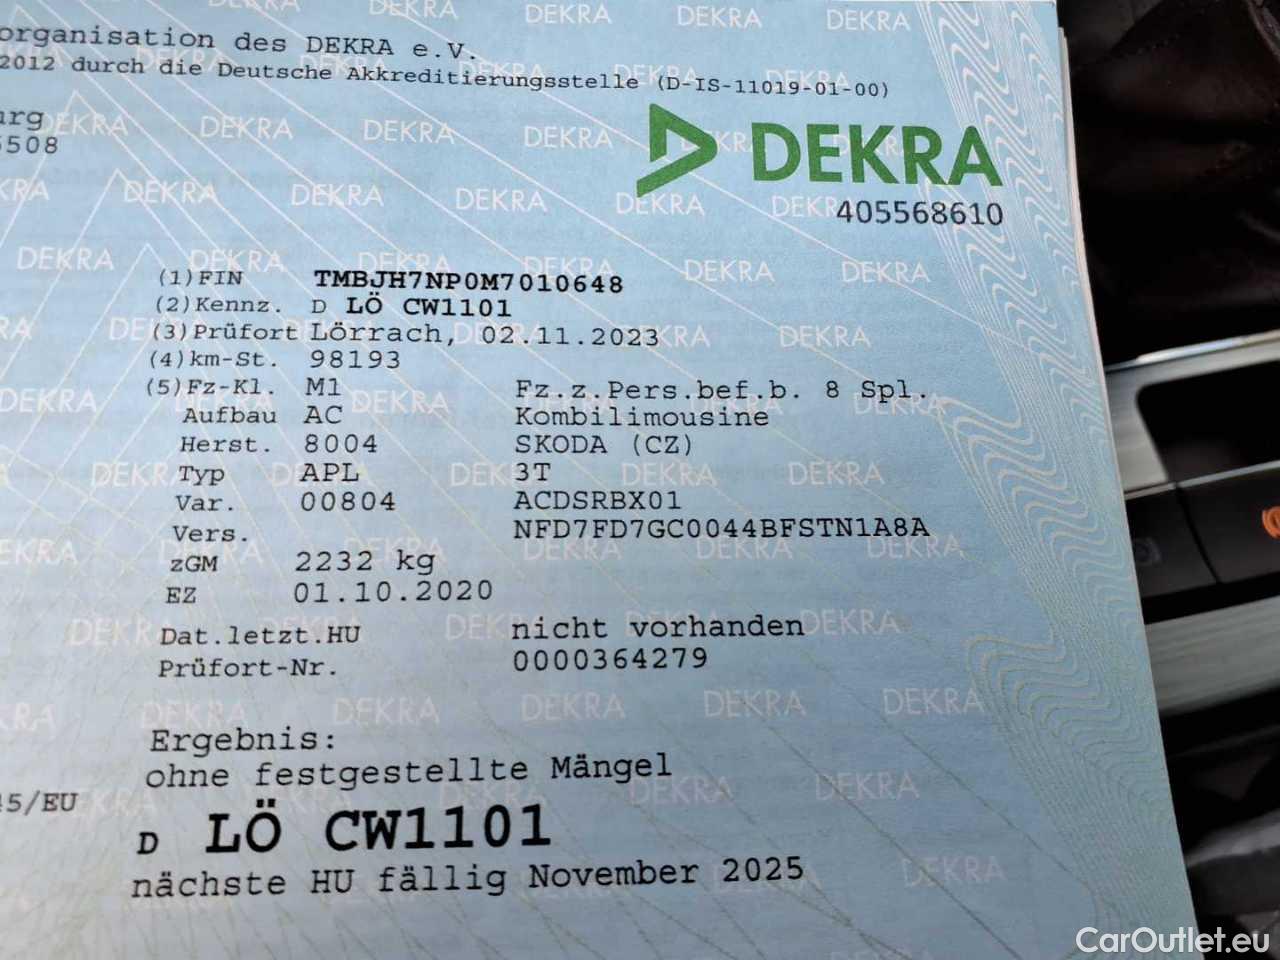 organisation des DEKRA e.V.
2012 durch die Deutsche Akkreditierungsstelle (D-IS-11019-01-00)
urg
5508
DEKRA
405568610
(1)FIN TMBJH7NP0M7010648
(2)Kennz. D LÖ CW1101
(3)Prüfort Lörrach, 02.11.2023
(4)km-St. 98193
(5)Fz-Kl. M1 Fz.z.Pers.bef.b. 8 Spl.
Aufbau AC Kombilimousine
Herst. 8004 SKODA (CZ)
Typ APL 3T
Var. 00804 ACDSRBX01
Vers. NFD7FD7GC0044BFSTN1A8A
zGM 2232 kg
EZ 01.10.2020
Dat.letzt.HU nicht vorhanden
Prüfort-Nr. 0000364279
Ergebnis:
ohne festgestellte Mängel
45/EU
D LÖ CW1101
nächste HU fällig November 2025
CarOutlet.eu